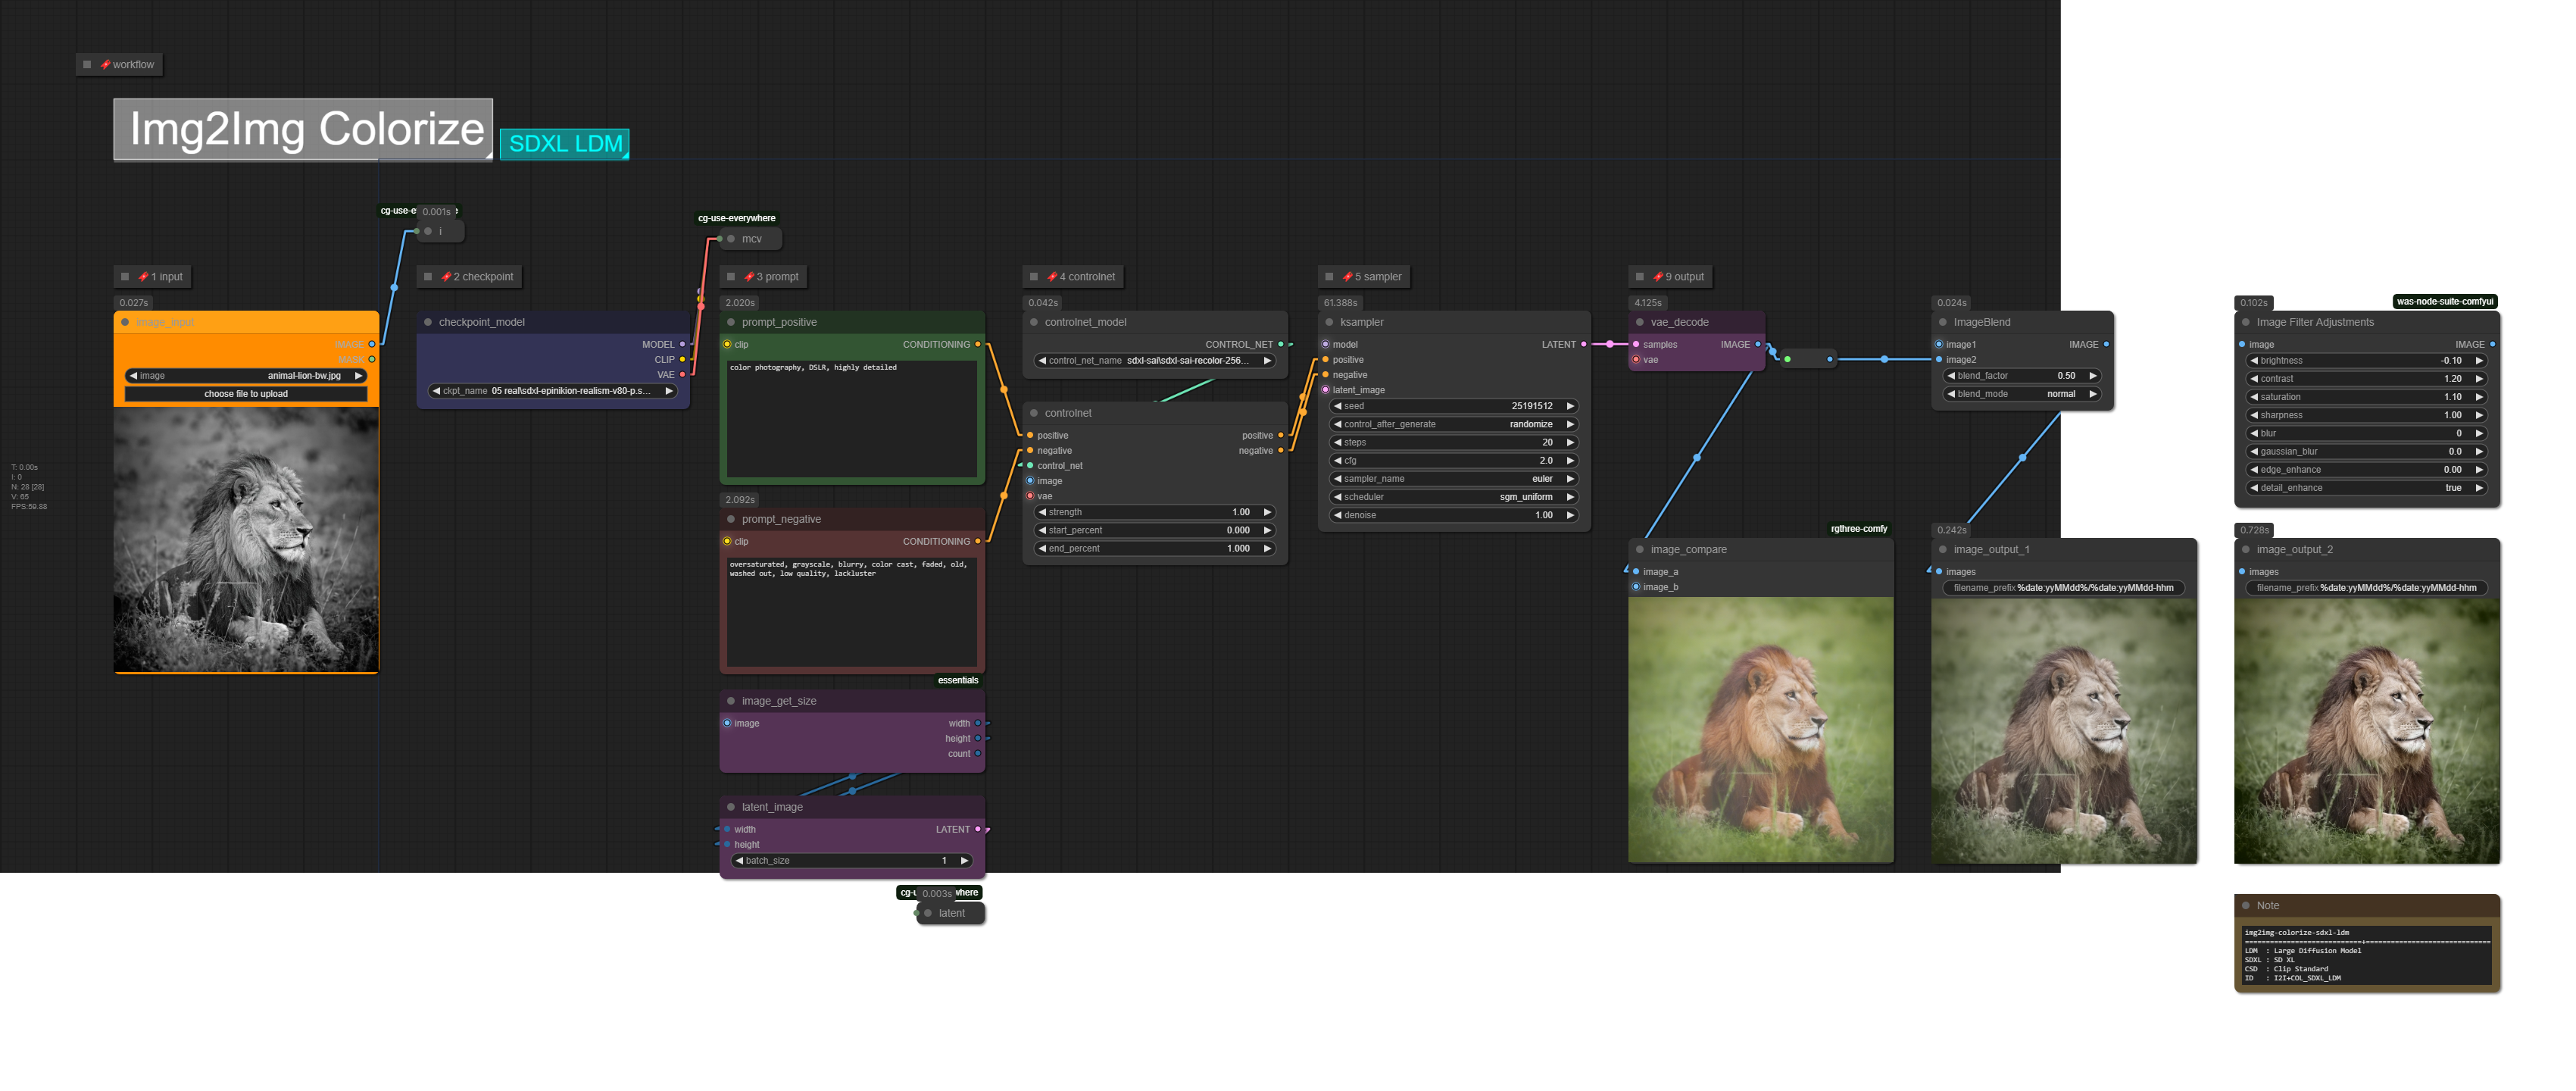 workflow
Img2Img Colorize
SDXL LDM
0.001s
i
1 input
0.027s
image_input
IMAGE
MASK
image animal-lion-bw.jpg
choose file to upload
T: 0.00s
I: 0
N: 28 [28]
V: 65
FPS:59.88
2 checkpoint
checkpoint_model
MODEL
CLIP
VAE
ckpt_name 05 real\sdxl-epinikion-realism-v80-p.s...
cg-use-everywhere
mcv
3 prompt
2.020s
prompt_positive
clip CONDITIONING
color photography, DSLR, highly detailed
2.092s
prompt_negative
clip CONDITIONING
oversaturated, grayscale, blurry, color cast, faded, old,
washed out, low quality, lackluster
essentials
image_get_size
image width
height
count
latent_image
width LATENT
height
batch_size 1
0.003s
latent
4 controlnet
0.042s
controlnet_model
CONTROL_NET
control_net_name sdxl-sai\sdxl-sai-recolor-256...
controlnet
positive positive
negative negative
control_net
image
vae
strength 1.00
start_percent 0.000
end_percent 1.000
5 sampler
61.388s
ksampler
model LATENT
positive
negative
latent_image
seed 25191512
control_after_generate randomize
steps 20
cfg 2.0
sampler_name euler
scheduler sgm_uniform
denoise 1.00
9 output
4.125s
vae_decode
samples IMAGE
vae
rgthree-comfy
image_compare
image_a
image_b
0.024s
ImageBlend
image1 IMAGE
image2
blend_factor 0.50
blend_mode normal
0.242s
image_output_1
images
filename_prefix %date:yyMMdd%/%date:yyMMdd-hhm
0.102s
was-node-suite-comfyui
Image Filter Adjustments
image IMAGE
brightness -0.10
contrast 1.20
saturation 1.10
sharpness 1.00
blur 0
gaussian_blur 0.0
edge_enhance 0.00
detail_enhance true
0.728s
image_output_2
images
filename_prefix %date:yyMMdd%/%date:yyMMdd-hhm
Note
img2img-colorize-sdxl-ldm
LDM : Large Diffusion Model
SDXL : SD XL
CSD : Clip Standard
ID : I2I+COL_SDXL_LDM